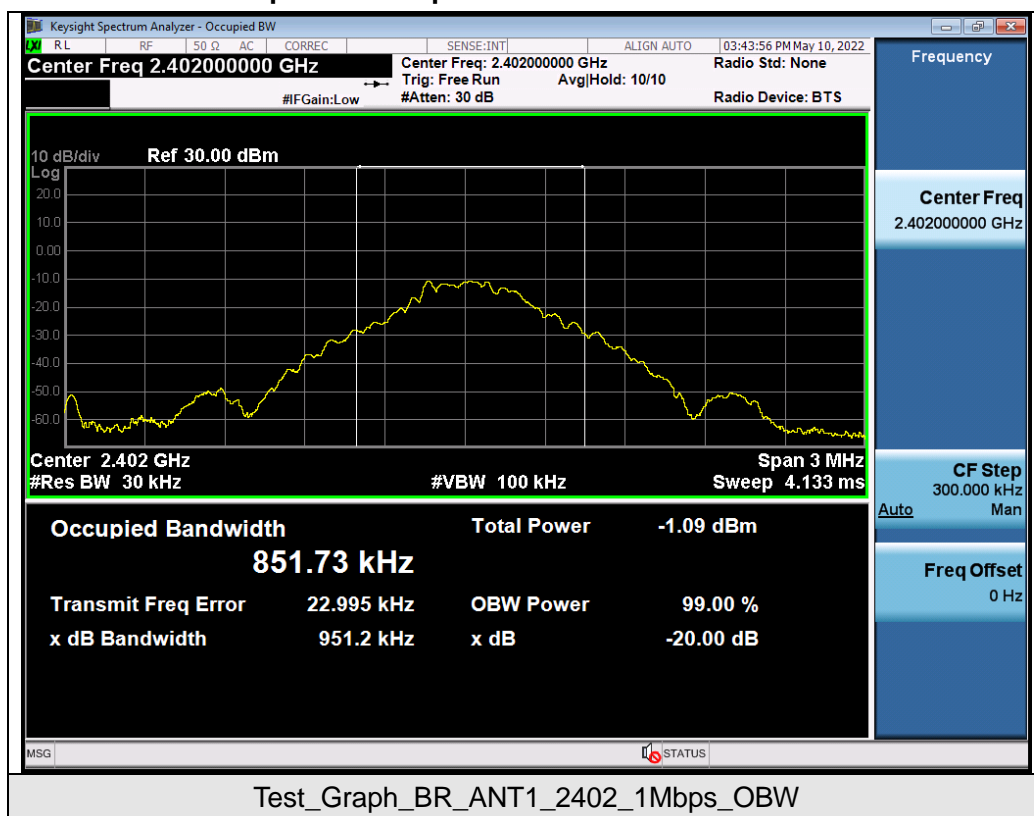 Keysight Spectrum Analyzer - Occupied BW
LXI RL RF 50 Ω AC CORREC SENSE:INT ALIGN AUTO 03:43:56 PM May 10, 2022
Center Freq 2.402000000 GHz
Center Freq: 2.402000000 GHz
Radio Std: None
Trig: Free Run Avg|Hold: 10/10
#IFGain:Low
#Atten: 30 dB
Radio Device: BTS
Frequency
10 dB/div Ref 30.00 dBm
Log
20.0
10.0
0.00
-10.0
-20.0
-30.0
-40.0
-50.0
-60.0
Center 2.402 GHz
Span 3 MHz
#Res BW 30 kHz
#VBW 100 kHz
Sweep 4.133 ms
Center Freq
2.402000000 GHz
CF Step
300.000 kHz
Auto Man
Freq Offset
0 Hz
Occupied Bandwidth
851.73 kHz
Total Power -1.09 dBm
Transmit Freq Error 22.995 kHz
OBW Power 99.00 %
x dB Bandwidth 951.2 kHz
x dB -20.00 dB
MSG
STATUS
Test_Graph_BR_ANT1_2402_1Mbps_OBW